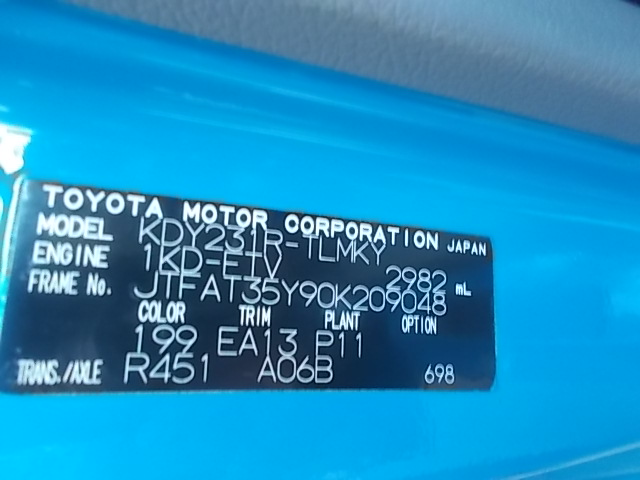 TOYOTA MOTOR CORPORATION JAPAN
MODEL KDY231R-TLMKY
ENGINE 1KD-FTV 2982 mL
FRAME No. JTFAT35Y90K209048
COLOR TRIM PLANT OPTION
199 EA13 P11
TRANS./AXLE R451 A06B 698